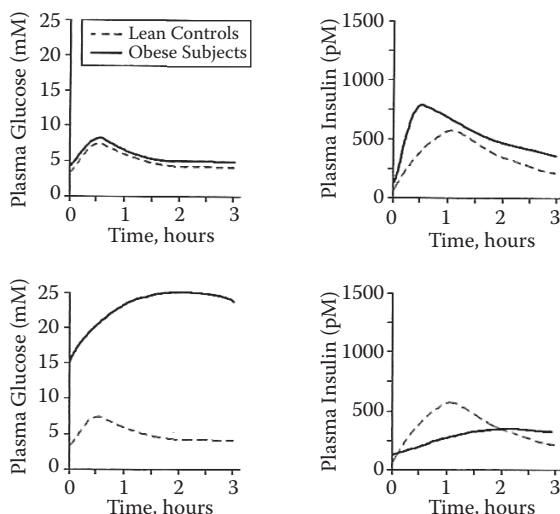 Plasma Glucose (mM)
25
20
15
10
5
0
0 1 2 3
Time, hours
Lean Controls
Obese Subjects
Plasma Insulin (pM)
1500
1000
500
250
0
0 1 2 3
Time, hours
Plasma Glucose (mM)
25
20
15
10
5
0
0 1 2 3
Time, hours
Plasma Insulin (pM)
1500
1000
500
250
0
0 1 2 3
Time, hours